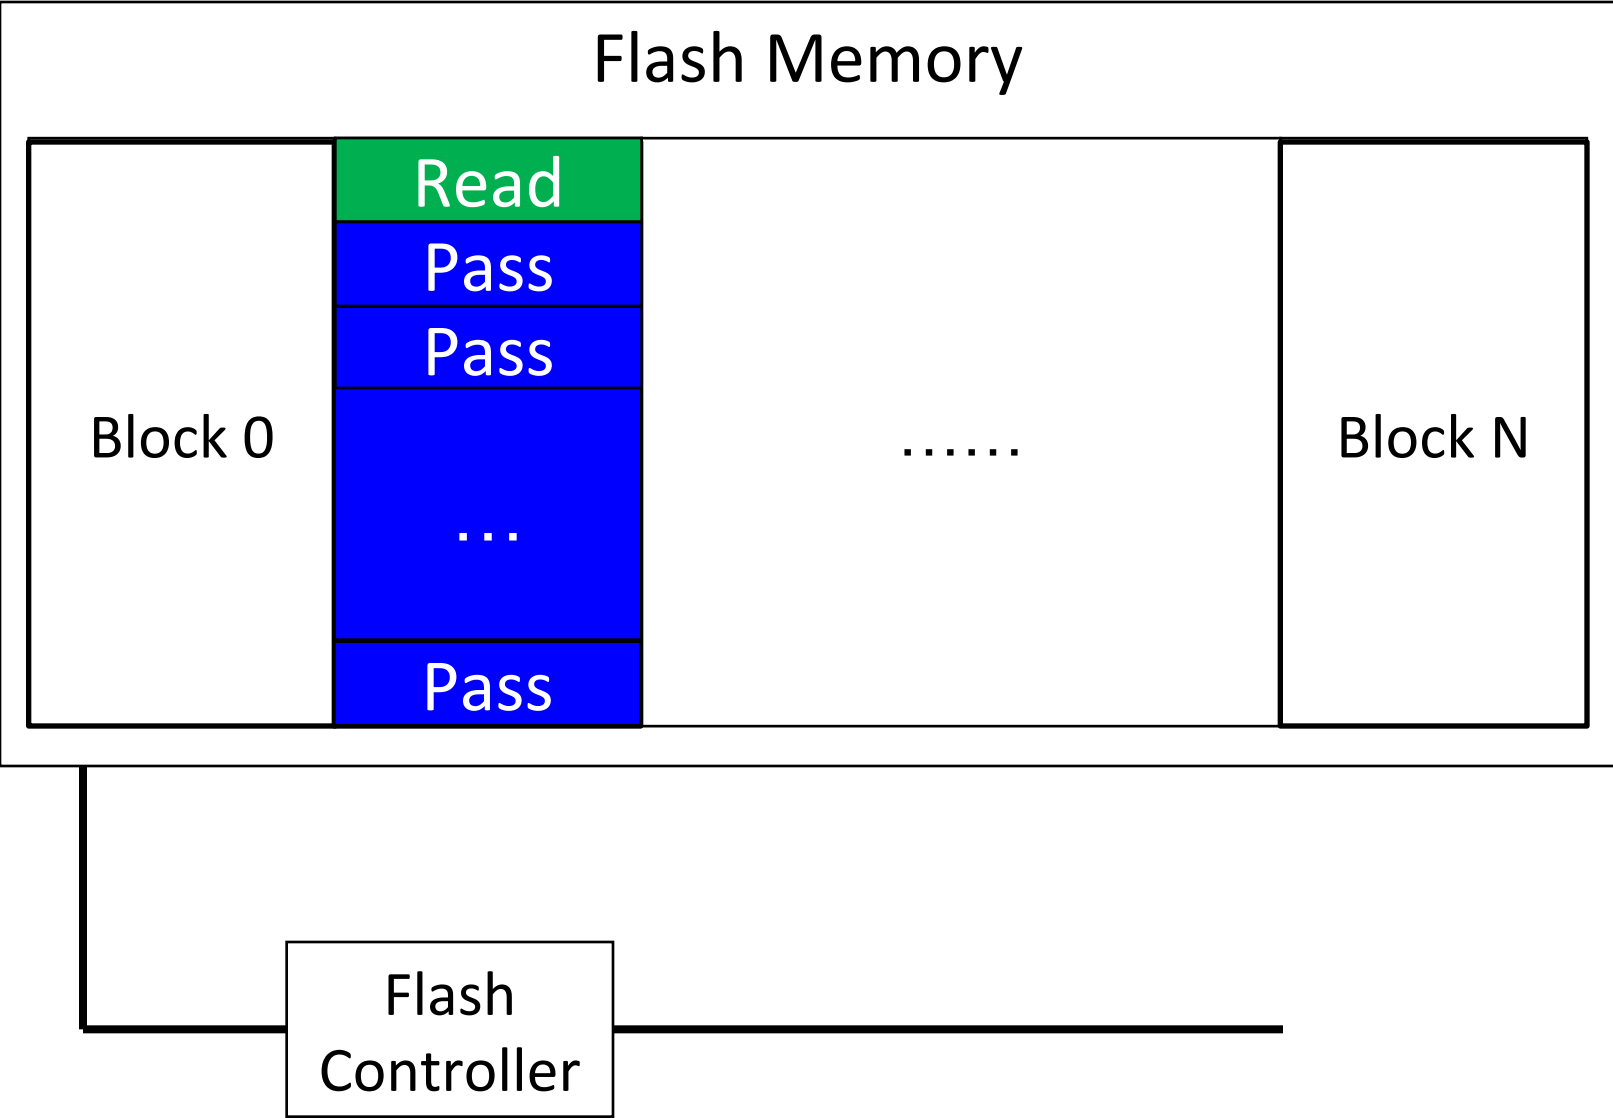 Flash Memory
Read
Pass
Pass
Block 0
......
Block N
...
Pass
Flash
Controller